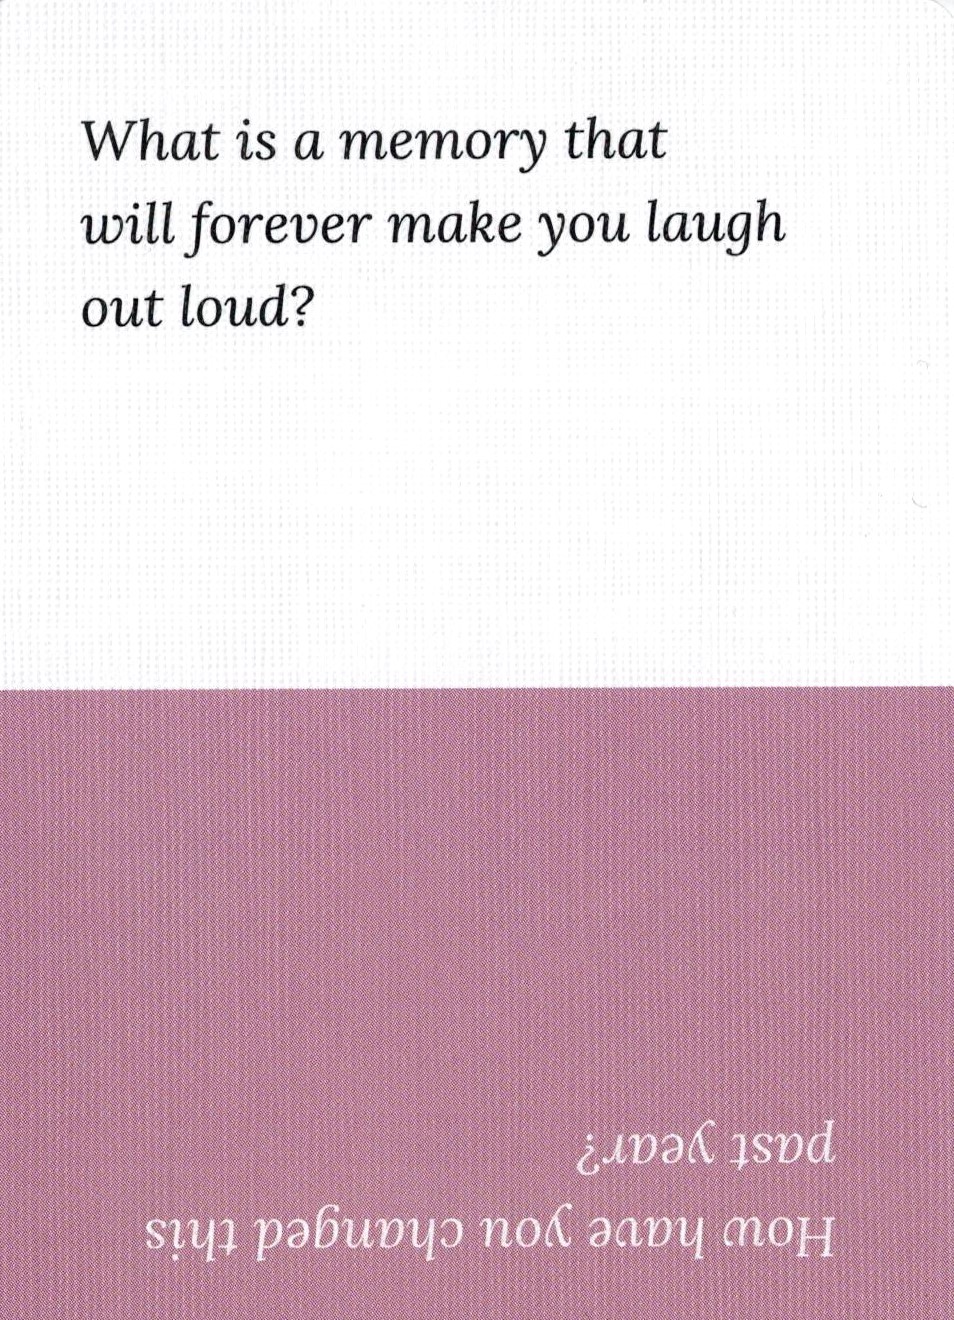 What is a memory that
will forever make you laugh
out loud?
How have you changed this
past year?